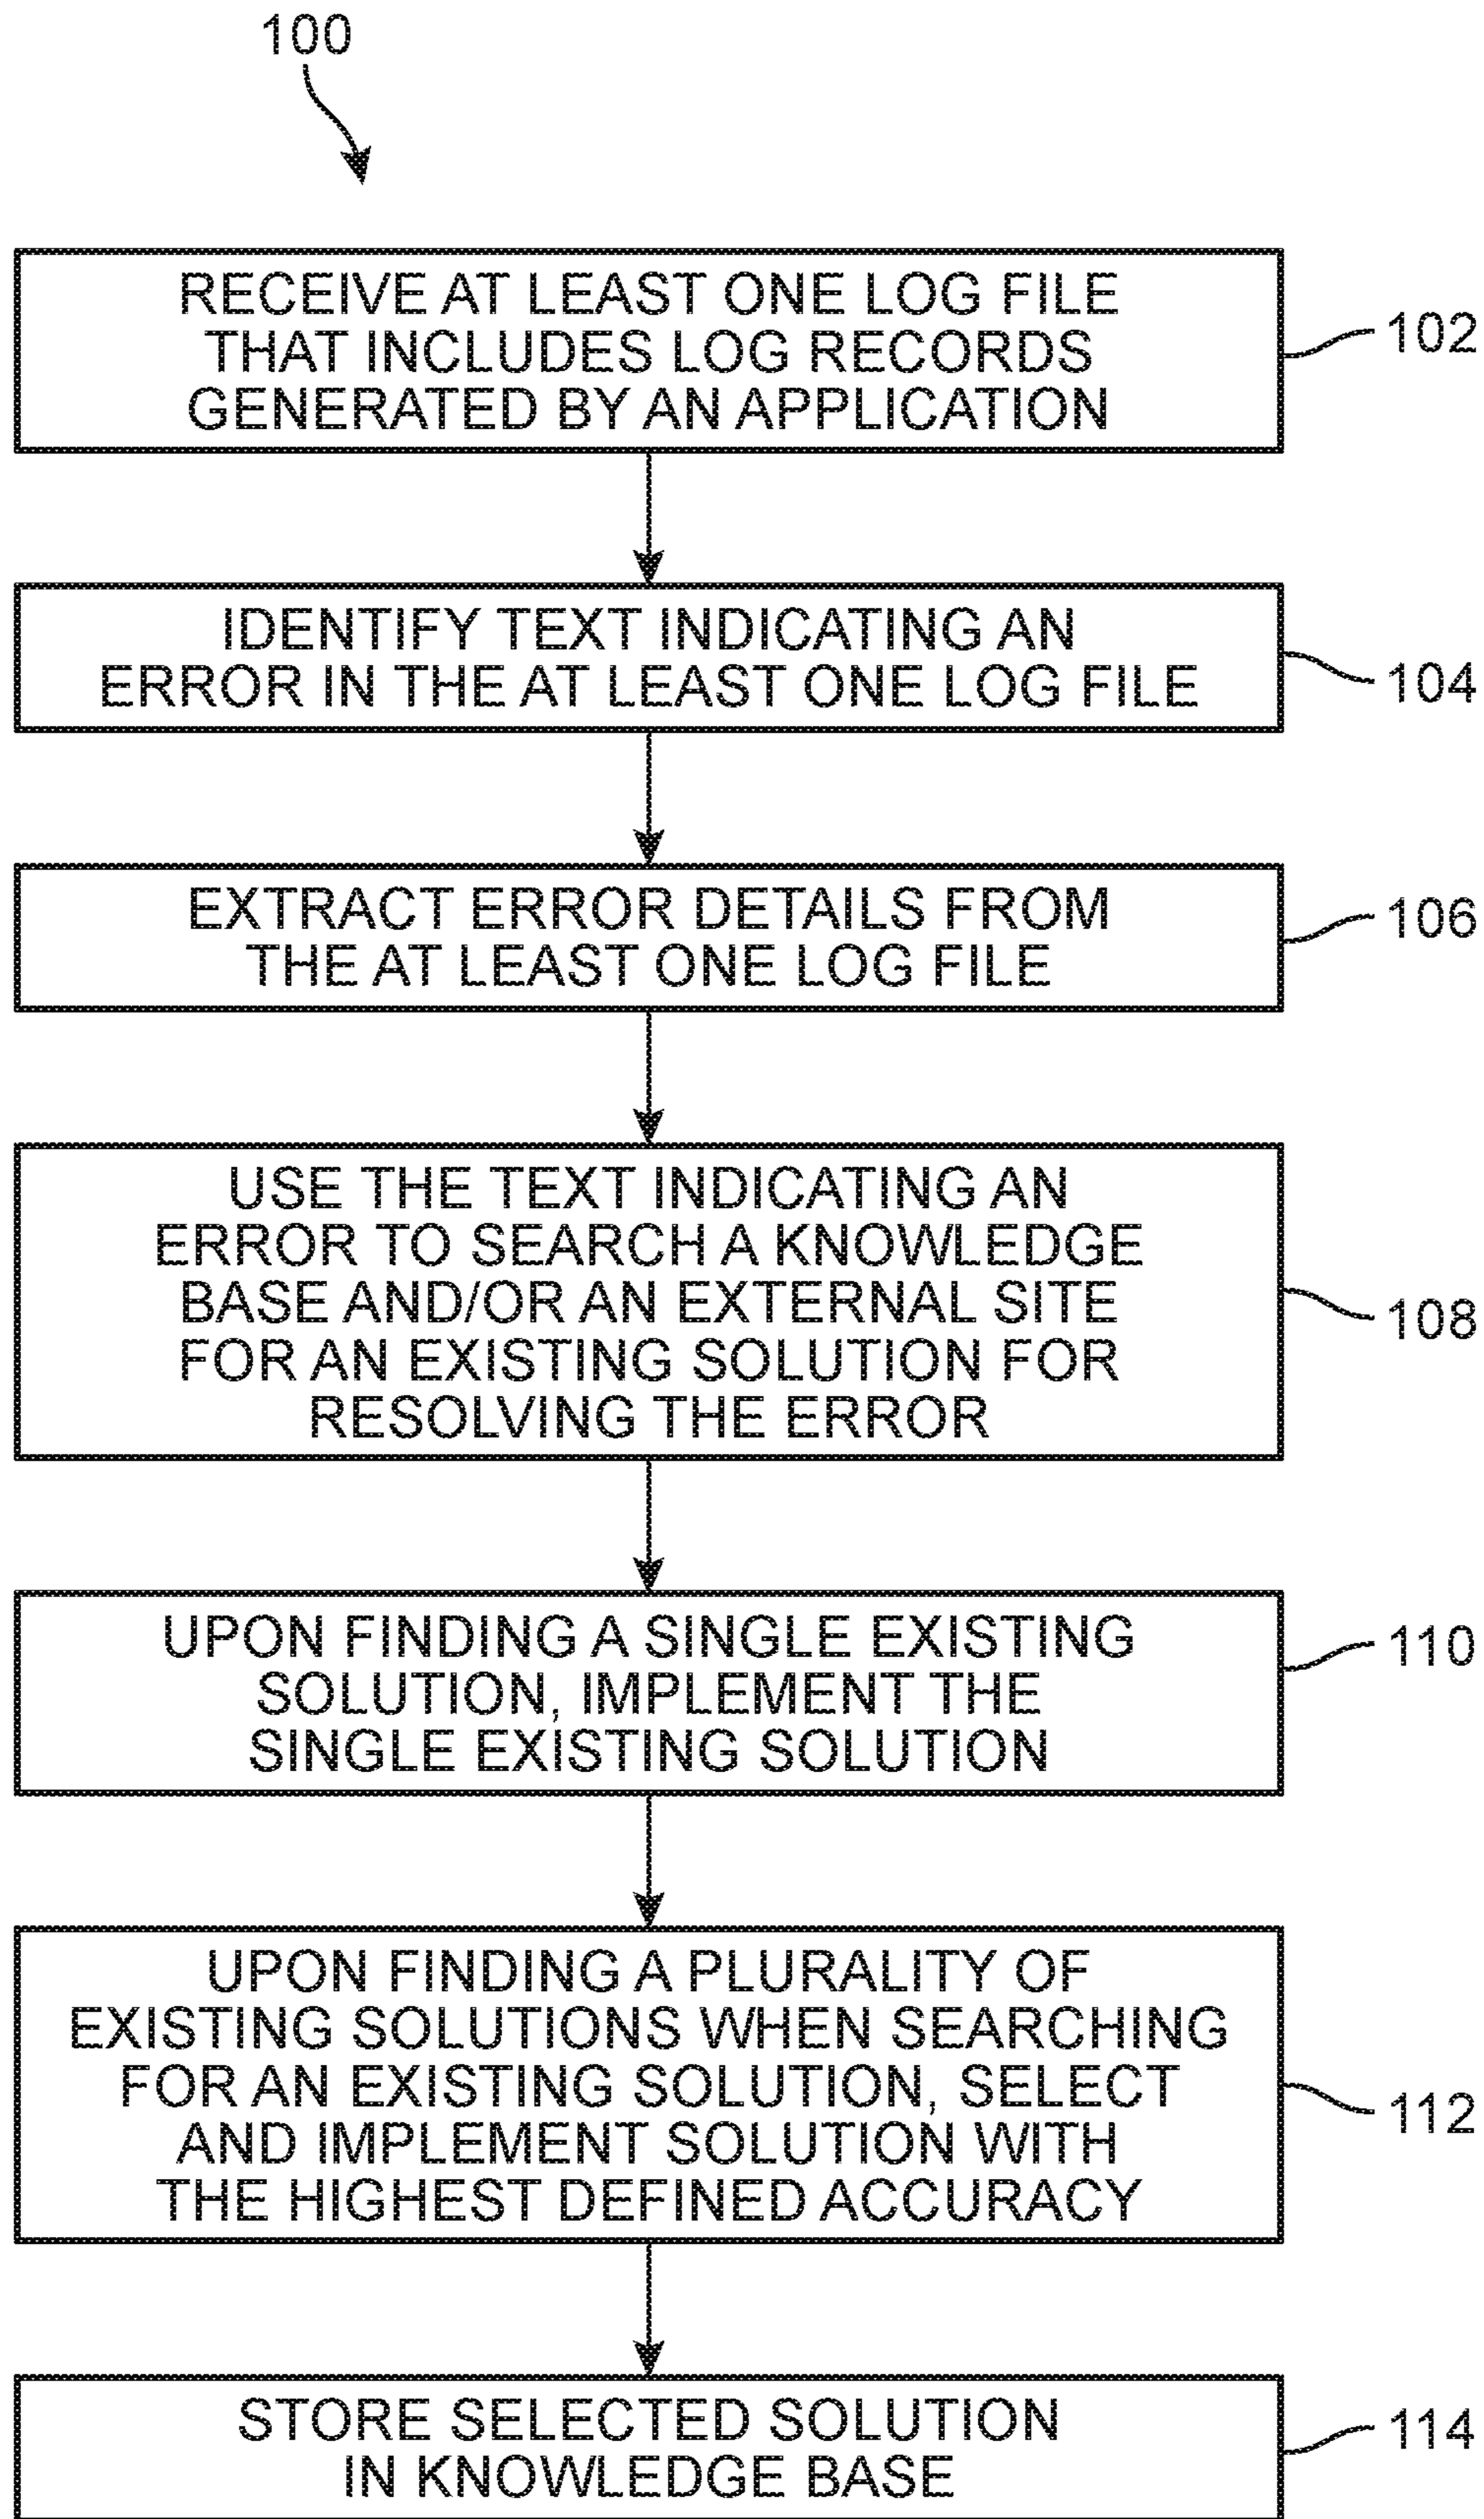 100
RECEIVE AT LEAST ONE LOG FILE
THAT INCLUDES LOG RECORDS
GENERATED BY AN APPLICATION
102
IDENTIFY TEXT INDICATING AN
ERROR IN THE AT LEAST ONE LOG FILE
104
EXTRACT ERROR DETAILS FROM
THE AT LEAST ONE LOG FILE
106
USE THE TEXT INDICATING AN
ERROR TO SEARCH A KNOWLEDGE
BASE AND/OR AN EXTERNAL SITE
FOR AN EXISTING SOLUTION FOR
RESOLVING THE ERROR
108
UPON FINDING A SINGLE EXISTING
SOLUTION, IMPLEMENT THE
SINGLE EXISTING SOLUTION
110
UPON FINDING A PLURALITY OF
EXISTING SOLUTIONS WHEN SEARCHING
FOR AN EXISTING SOLUTION, SELECT
AND IMPLEMENT SOLUTION WITH
THE HIGHEST DEFINED ACCURACY
112
STORE SELECTED SOLUTION
IN KNOWLEDGE BASE
114